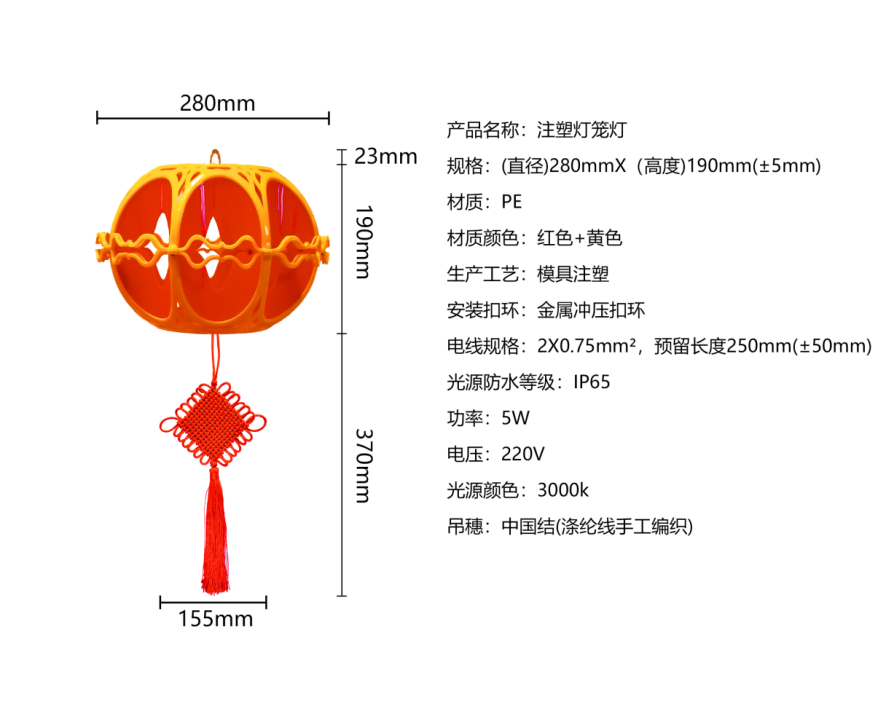 280mm
23mm
190mm
370mm
155mm
产品名称：注塑灯笼灯
规格：(直径)280mmX（高度)190mm(±5mm)
材质：PE
材质颜色：红色+黄色
生产工艺：模具注塑
安装扣环：金属冲压扣环
电线规格：2X0.75mm²，预留长度250mm(±50mm)
光源防水等级：IP65
功率：5W
电压：220V
光源颜色：3000k
吊穗：中国结(涤纶线手工编织)